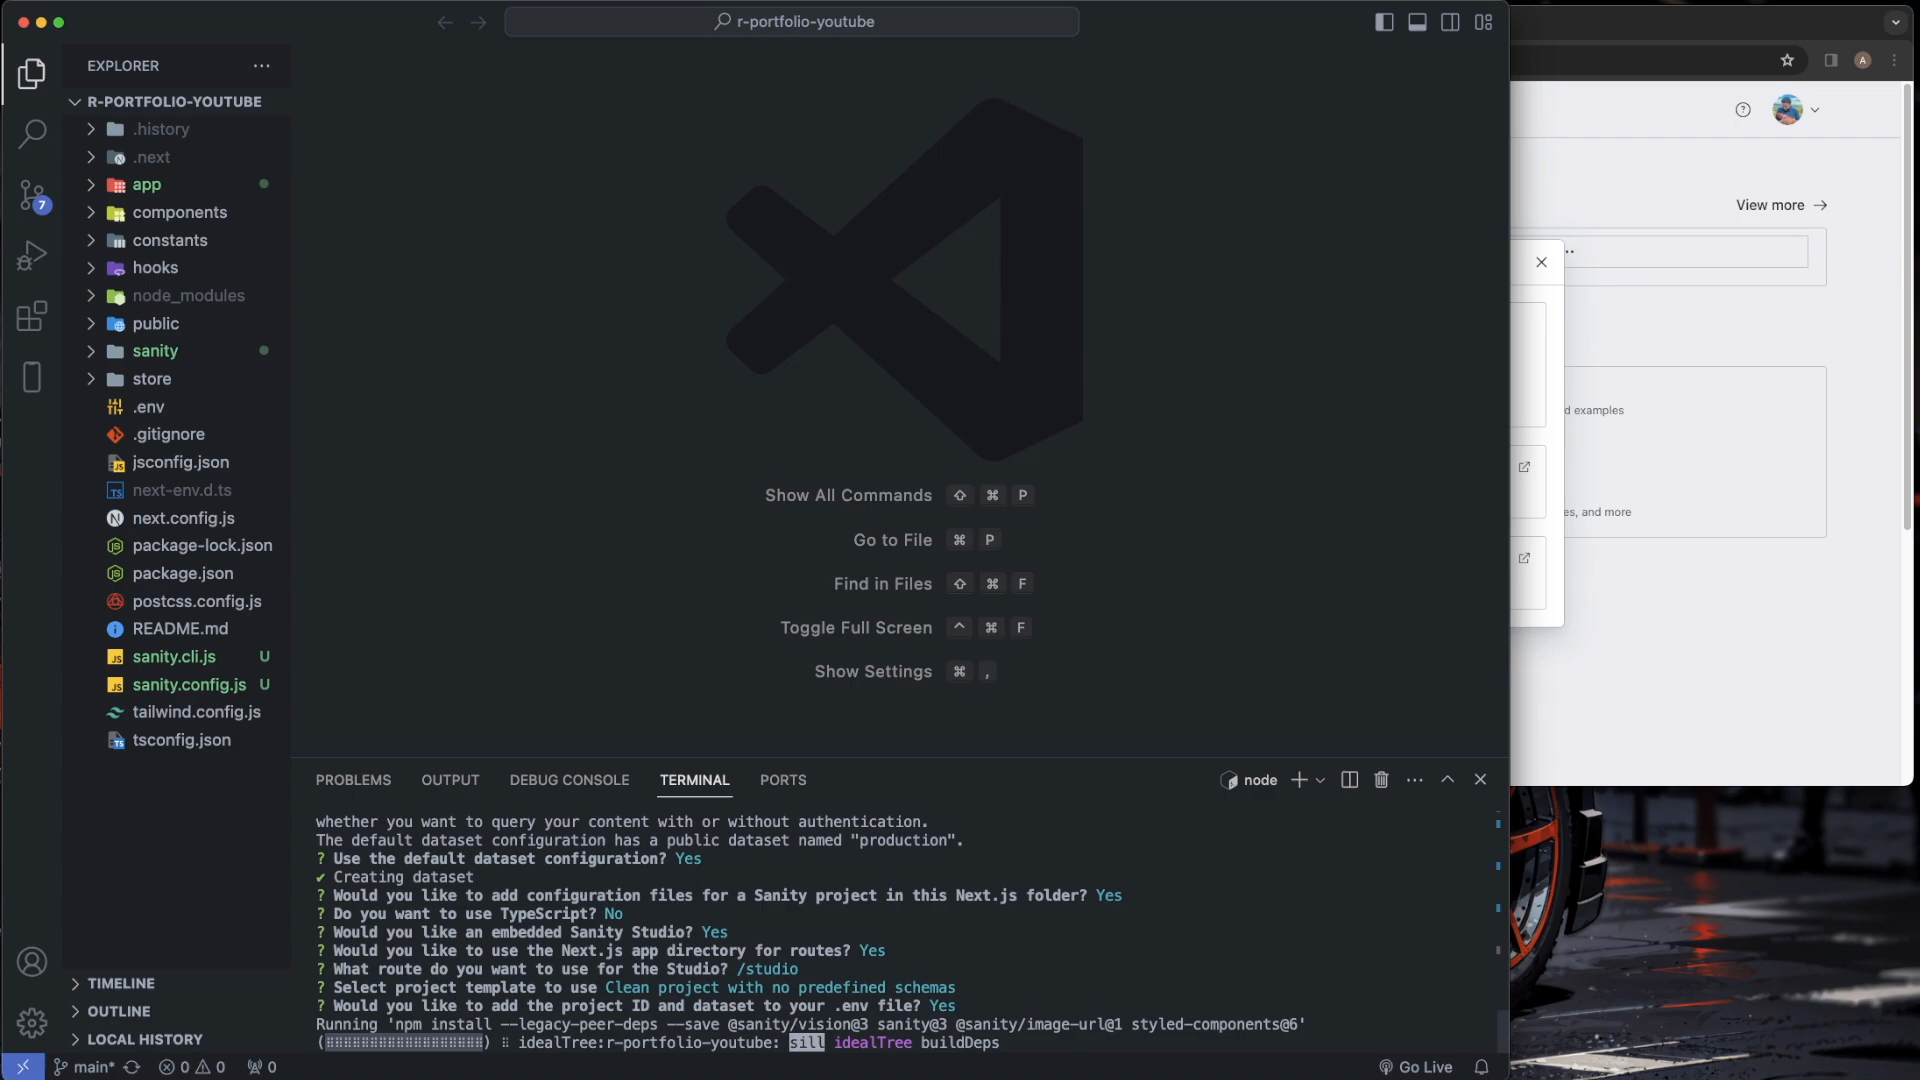 r-portfolio-youtube
EXPLORER
R-PORTFOLIO-YOUTUBE
.history
.next
app
components
constants
hooks
node_modules
public
sanity
store
.env
.gitignore
jsconfig.json
next-env.d.ts
next.config.js
package-lock.json
package.json
postcss.config.js
README.md
sanity.cli.js U
sanity.config.js U
tailwind.config.js
tsconfig.json
TIMELINE
OUTLINE
LOCAL HISTORY
7
Show All Commands ⇧ ⌘ P
Go to File ⌘ P
Find in Files ⇧ ⌘ F
Toggle Full Screen ^ ⌘ F
Show Settings ⌘ ,
PROBLEMS OUTPUT DEBUG CONSOLE TERMINAL PORTS
node
whether you want to query your content with or without authentication.
The default dataset configuration has a public dataset named "production".
? Use the default dataset configuration? Yes
✔ Creating dataset
? Would you like to add configuration files for a Sanity project in this Next.js folder? Yes
? Do you want to use TypeScript? No
? Would you like an embedded Sanity Studio? Yes
? Would you like to use the Next.js app directory for routes? Yes
? What route do you want to use for the Studio? /studio
? Select project template to use Clean project with no predefined schemas
? Would you like to add the project ID and dataset to your .env file? Yes
Running 'npm install --legacy-peer-deps --save @sanity/vision@3 sanity@3 @sanity/image-url@1 styled-components@6'
(⠿⠿⠿⠿⠿⠿⠿⠿⠿⠿⠿⠿⠿⠿⠿⠿⠿⠿) ⠇ idealTree:r-portfolio-youtube: sill idealTree buildDeps
main* 0 0 0
Go Live
A
View more →
d examples
es, and more